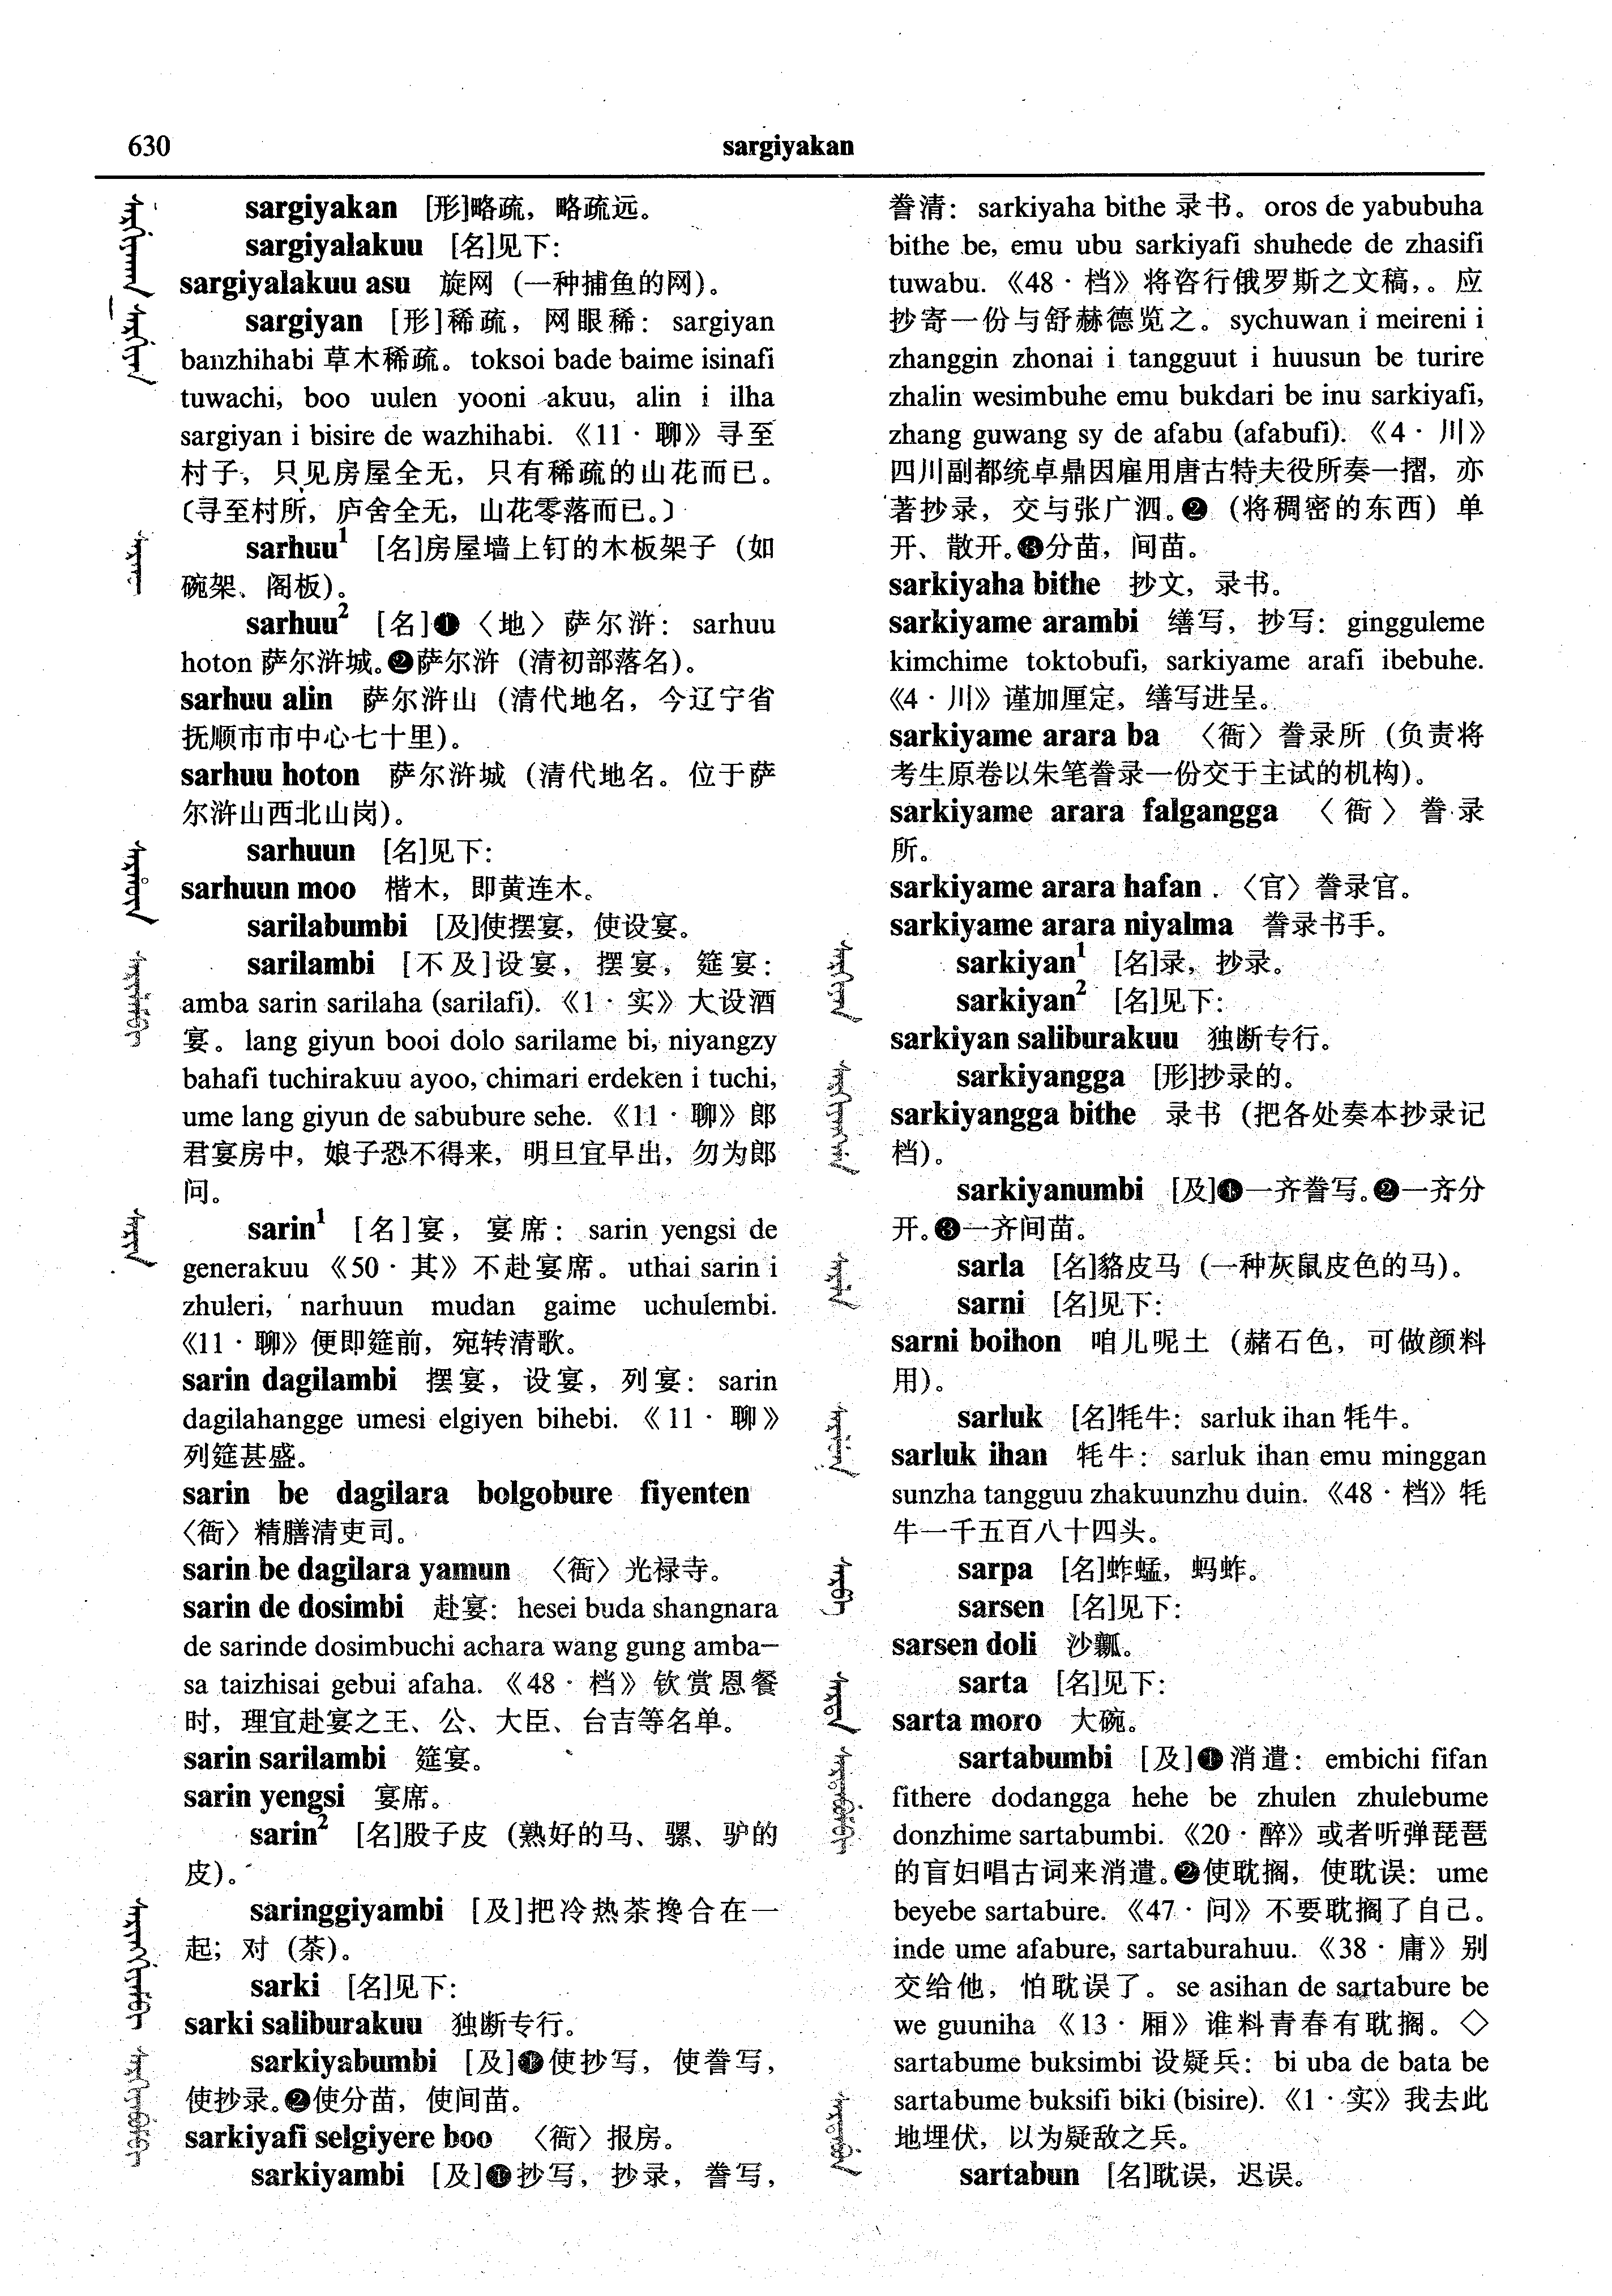 630
sargiyakan
sargiyakan [形]略疏，略疏远。
sargiyalakuu [名]见下：
sargiyalakuu asu 旋网（一种捕鱼的网）。
sargiyan [形]稀疏，网眼稀：sargiyan
banzhihabi 草木稀疏。toksoi bade baime isinafi
tuwachi, boo uulen yooni akuu, alin i ilha
sargiyan i bisire de wazhihabi.《11·聊》寻至
村子，只见房屋全无，只有稀疏的山花而已。
〔寻至村所，庐舍全无，山花零落而已。〕
sarhuu¹ [名]房屋墙上钉的木板架子（如
碗架、阁板）。
sarhuu² [名]❶〈地〉萨尔浒：sarhuu
hoton 萨尔浒城。❷萨尔浒（清初部落名）。
sarhuu alin 萨尔浒山（清代地名，今辽宁省
抚顺市市中心七十里）。
sarhuu hoton 萨尔浒城（清代地名。位于萨
尔浒山西北山岗）。
sarhuun [名]见下：
sarhuun moo 楷木，即黄连木。
sarilabumbi [及]使摆宴，使设宴。
sarilambi [不及]设宴，摆宴，筵宴：
amba sarin sarilaha (sarilafi).《1·实》大设酒
宴。lang giyun booi dolo sarilame bi, niyangzy
bahafi tuchirakuu ayoo, chimari erdeken i tuchi,
ume lang giyun de sabubure sehe.《11·聊》郎
君宴房中，娘子恐不得来，明旦宜早出，勿为郎
问。
sarin¹ [名]宴，宴席：sarin yengsi de
generakuu《50·其》不赴宴席。uthai sarin i
zhuleri, narhuun mudan gaime uchulembi.
《11·聊》便即筵前，宛转清歌。
sarin dagilambi 摆宴，设宴，列宴：sarin
dagilahangge umesi elgiyen bihebi.《11·聊》
列筵甚盛。
sarin be dagilara bolgobure fiyenten
〈衙〉精膳清吏司。
sarin be dagilara yamun 〈衙〉光禄寺。
sarin de dosimbi 赴宴：hesei buda shangnara
de sarinde dosimbuchi achara wang gung amba-
sa taizhisai gebui afaha.《48·档》钦赏恩餐
时，理宜赴宴之王、公、大臣、台吉等名单。
sarin sarilambi 筵宴。
sarin yengsi 宴席。
sarin² [名]股子皮（熟好的马、骡、驴的
皮）。
saringgiyambi [及]把冷热茶搀合在一
起；对（茶）。
sarki [名]见下：
sarki saliburakuu 独断专行。
sarkiyabumbi [及]❶使抄写，使誊写，
使抄录。❷使分苗，使间苗。
sarkiyafi selgiyere boo 〈衙〉报房。
sarkiyambi [及]❶抄写，抄录，誊写，
誊清：sarkiyaha bithe 录书。oros de yabubuha
bithe be, emu ubu sarkiyafi shuhede de zhasifi
tuwabu.《48·档》将咨行俄罗斯之文稿，。应
抄寄一份与舒赫德览之。sychuwan i meireni i
zhanggin zhonai i tangguut i huusun be turire
zhalin wesimbuhe emu bukdari be inu sarkiyafi,
zhang guwang sy de afabu (afabufi).《4·川》
四川副都统卓鼎因雇用唐古特夫役所奏一摺，亦
著抄录，交与张广泗。❷（将稠密的东西）单
开、散开。❸分苗，间苗。
sarkiyaha bithe 抄文，录书。
sarkiyame arambi 缮写，抄写：gingguleme
kimchime toktobufi, sarkiyame arafi ibebuhe.
《4·川》谨加厘定，缮写进呈。
sarkiyame arara ba 〈衙〉誊录所（负责将
考生原卷以朱笔誊录一份交于主试的机构）。
sarkiyame arara falgangga 〈衙〉誊录
所。
sarkiyame arara hafan 〈官〉誊录官。
sarkiyame arara niyalma 誊录书手。
sarkiyan¹ [名]录，抄录。
sarkiyan² [名]见下：
sarkiyan saliburakuu 独断专行。
sarkiyangga [形]抄录的。
sarkiyangga bithe 录书（把各处奏本抄录记
档）。
sarkiyanumbi [及]❶一齐誊写。❷一齐分
开。❸一齐间苗。
sarla [名]貉皮马（一种灰鼠皮色的马）。
sarni [名]见下：
sarni boihon 咱儿呢土（赭石色，可做颜料
用）。
sarluk [名]牦牛：sarluk ihan 牦牛。
sarluk ihan 牦牛：sarluk ihan emu minggan
sunzha tangguu zhakuunzhu duin.《48·档》牦
牛一千五百八十四头。
sarpa [名]蚱蜢，蚂蚱。
sarsen [名]见下：
sarsen doli 沙瓤。
sarta [名]见下：
sarta moro 大碗。
sartabumbi [及]❶消遣：embichi fifan
fithere dodangga hehe be zhulen zhulebume
donzhime sartabumbi.《20·醉》或者听弹琵琶
的盲妇唱古词来消遣。❷使耽搁，使耽误：ume
beyebe sartabure.《47·问》不要耽搁了自己。
inde ume afabure, sartaburahuu.《38·庸》别
交给他，怕耽误了。se asihan de sartabure be
we guuniha《13·厢》谁料青春有耽搁。◇
sartabume buksimbi 设疑兵：bi uba de bata be
sartabume buksifi biki (bisire).《1·实》我去此
地埋伏，以为疑敌之兵。
sartabun [名]耽误，迟误。